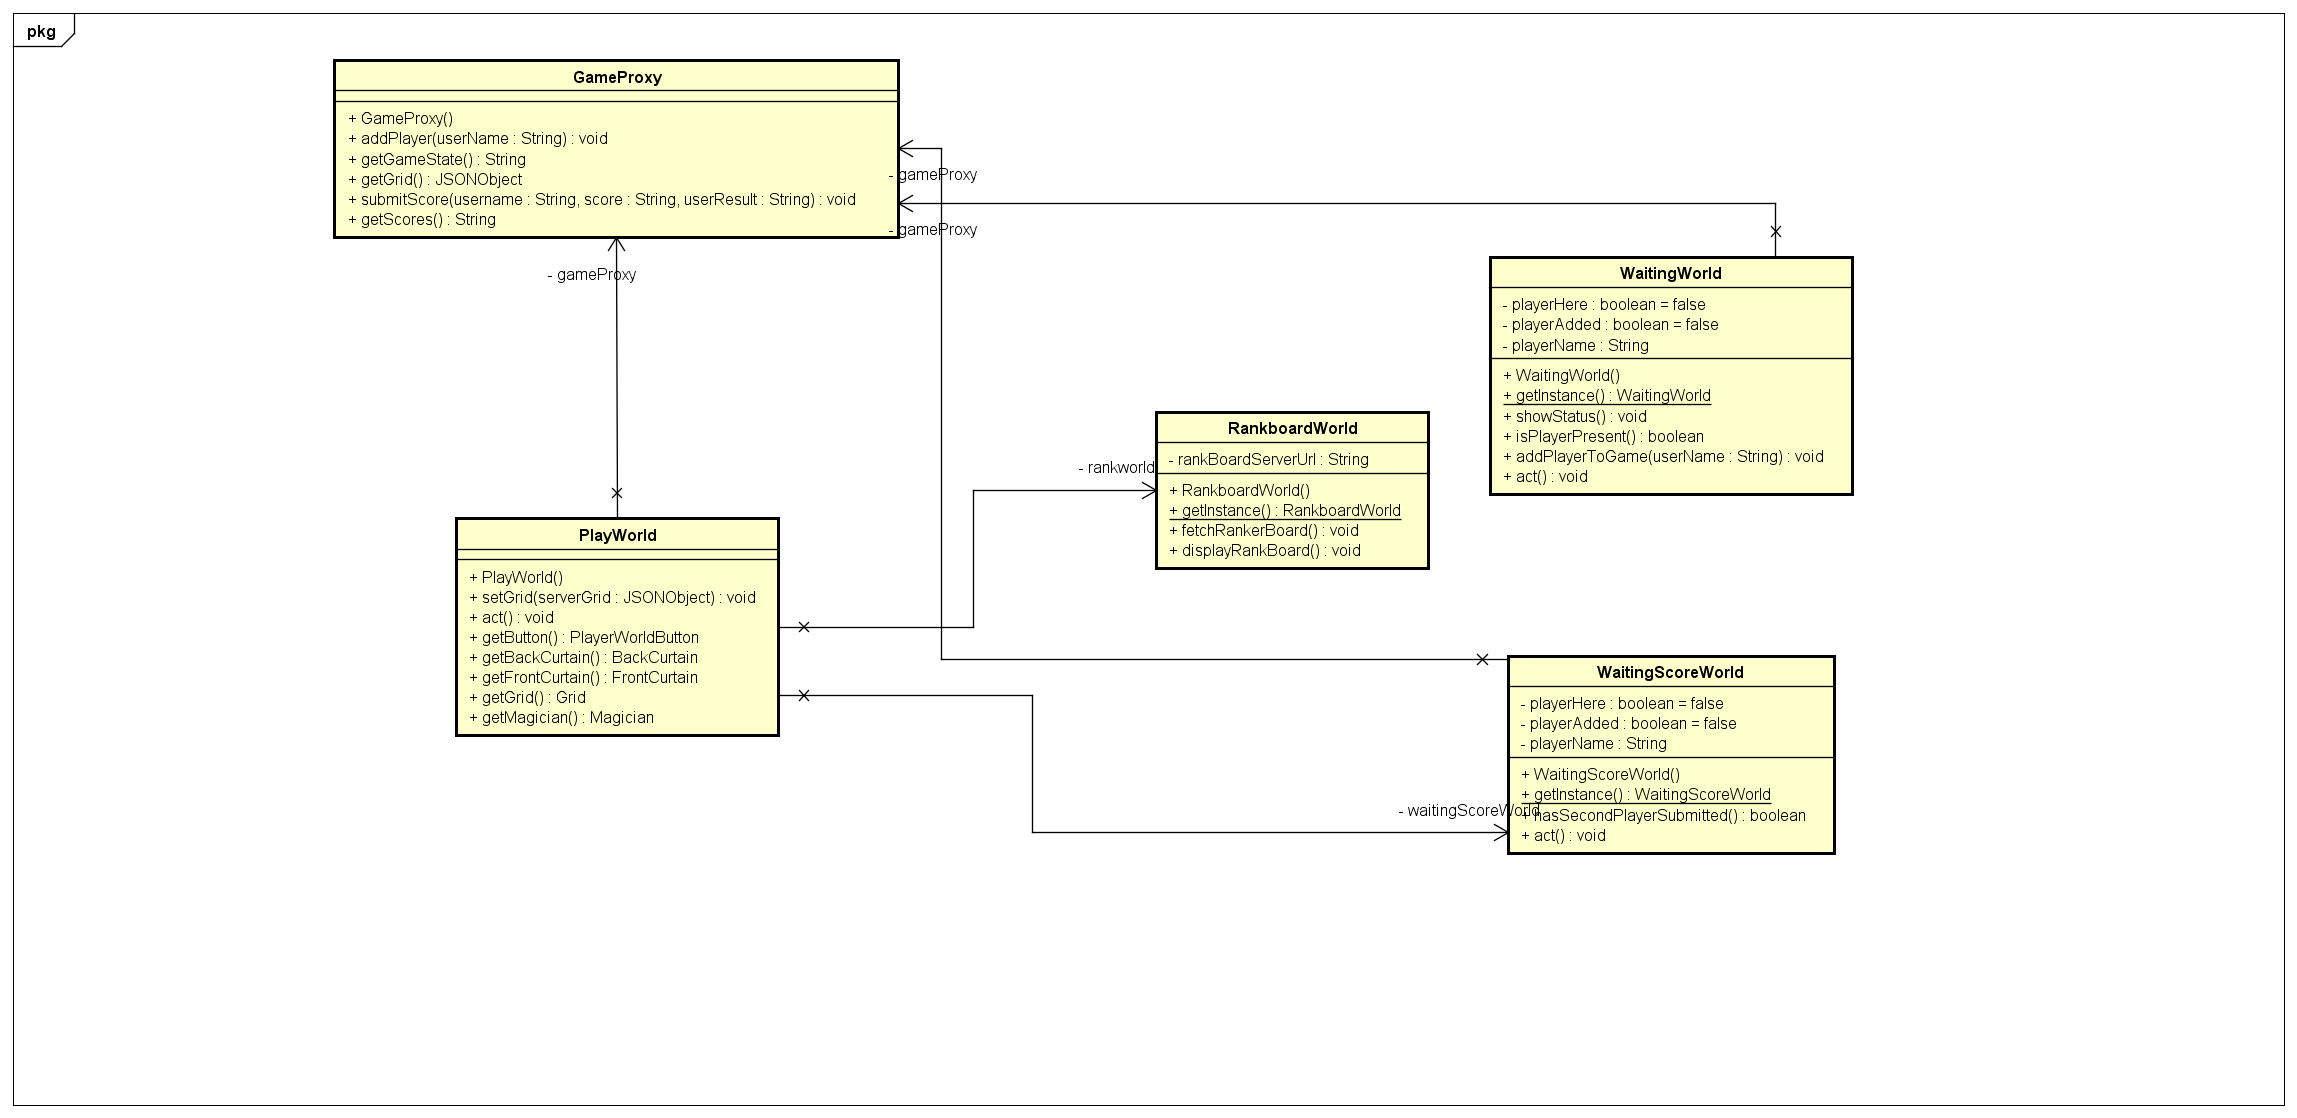 pkg
GameProxy
+ GameProxy()
+ addPlayer(userName : String) : void
+ getGameState() : String
+ getGrid() : JSONObject
+ submitScore(username : String, score : String, userResult : String) : void
+ getScores() : String
- gameProxy
- gameProxy
- gameProxy
WaitingWorld
- playerHere : boolean = false
- playerAdded : boolean = false
- playerName : String
+ WaitingWorld()
+ getInstance() : WaitingWorld
+ showStatus() : void
+ isPlayerPresent() : boolean
+ addPlayerToGame(userName : String) : void
+ act() : void
RankboardWorld
- rankBoardServerUrl : String
+ RankboardWorld()
+ getInstance() : RankboardWorld
+ fetchRankerBoard() : void
+ displayRankBoard() : void
- rankworld
PlayWorld
+ PlayWorld()
+ setGrid(serverGrid : JSONObject) : void
+ act() : void
+ getButton() : PlayerWorldButton
+ getBackCurtain() : BackCurtain
+ getFrontCurtain() : FrontCurtain
+ getGrid() : Grid
+ getMagician() : Magician
WaitingScoreWorld
- playerHere : boolean = false
- playerAdded : boolean = false
- playerName : String
+ WaitingScoreWorld()
+ getInstance() : WaitingScoreWorld
+ hasSecondPlayerSubmitted() : boolean
+ act() : void
- waitingScoreWorld